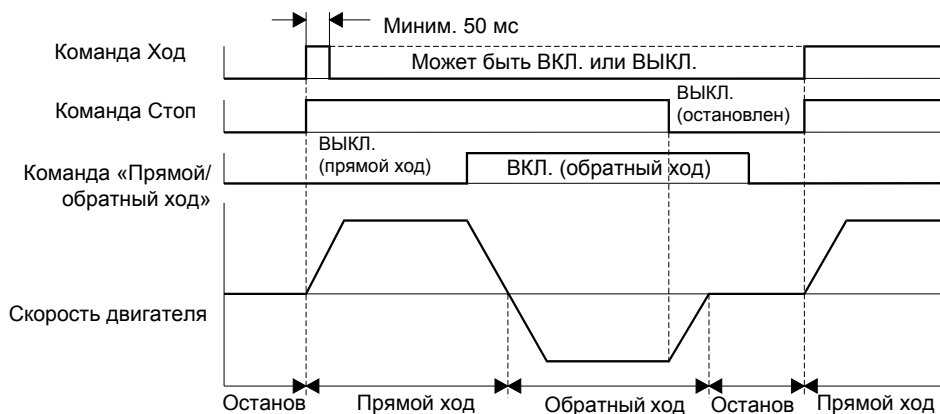 Миним. 50 мс
Команда Ход
Может быть ВКЛ. или ВЫКЛ.
Команда Стоп
ВЫКЛ.
(остановлен)
ВЫКЛ.
(прямой ход)
Команда «Прямой/
обратный ход»
ВКЛ. (обратный ход)
Скорость двигателя
Останов
Прямой ход
Обратный ход
Останов
Прямой ход